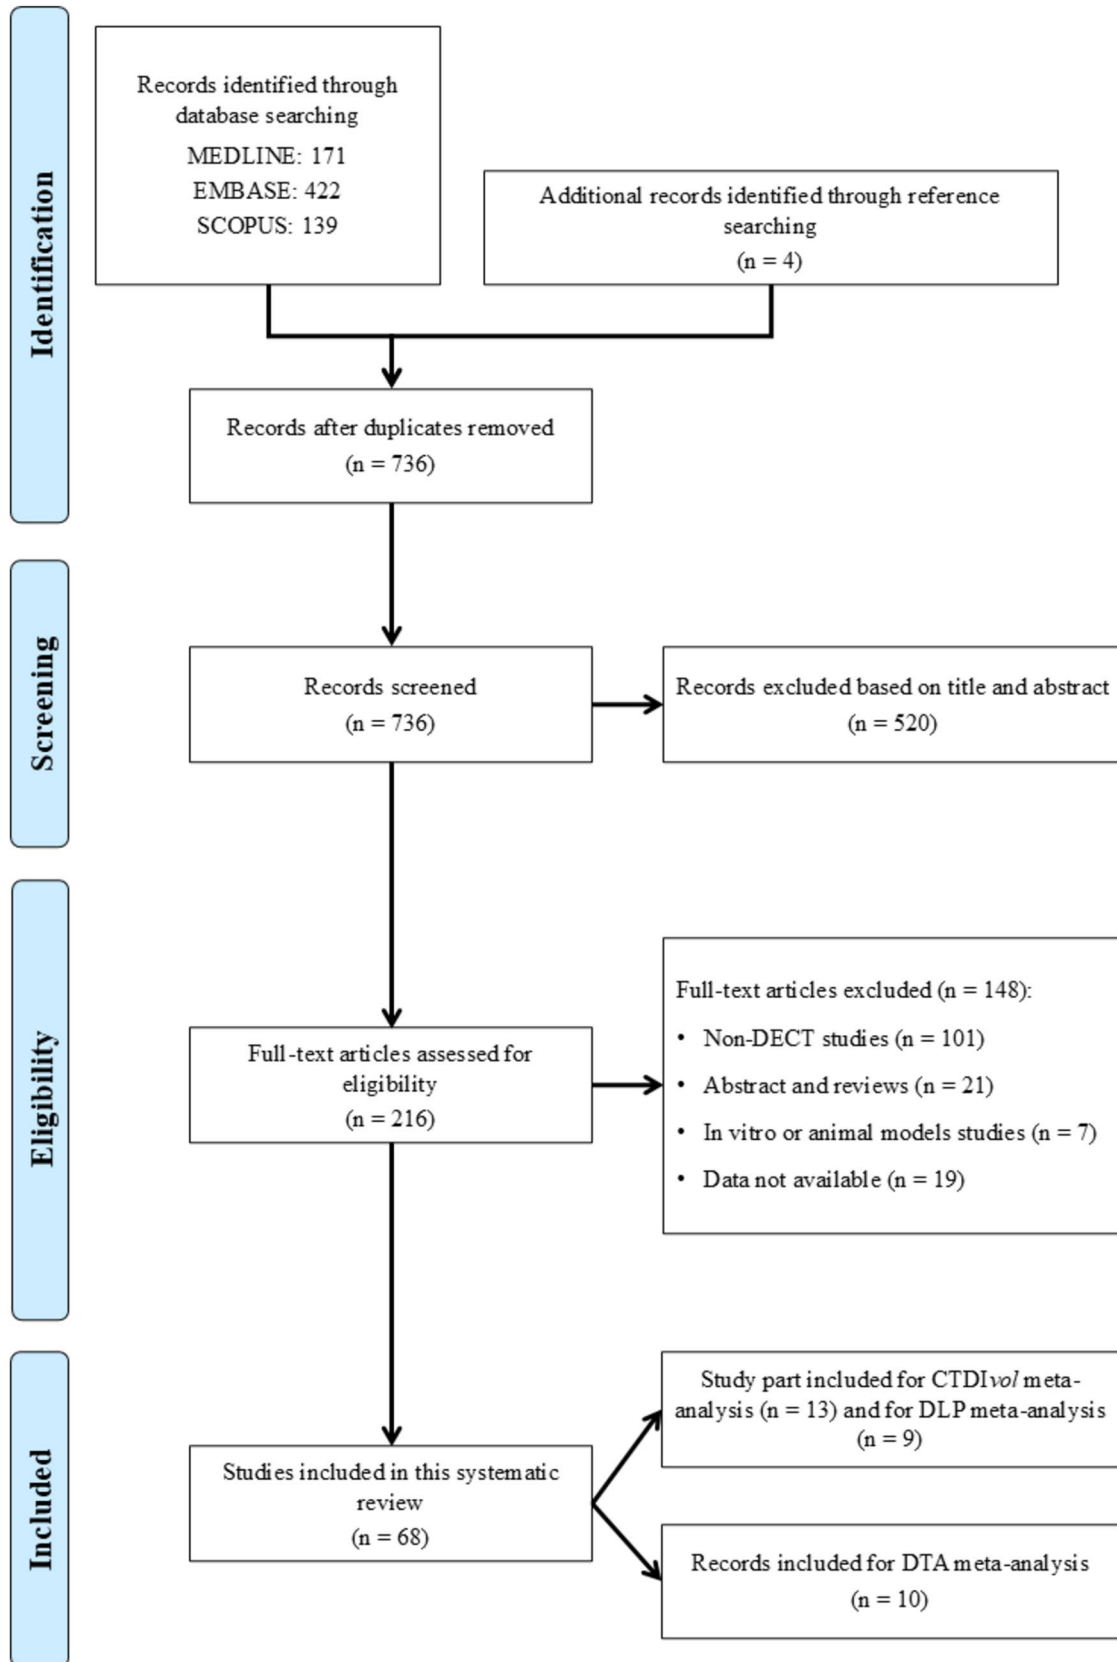 Identification
Records identified through
database searching
MEDLINE: 171
EMBASE: 422
SCOPUS: 139
Additional records identified through reference
searching
(n = 4)
Records after duplicates removed
(n = 736)
Screening
Records screened
(n = 736)
Records excluded based on title and abstract
(n = 520)
Eligibility
Full-text articles assessed for
eligibility
(n = 216)
Full-text articles excluded (n = 148):
• Non-DECT studies (n = 101)
• Abstract and reviews (n = 21)
• In vitro or animal models studies (n = 7)
• Data not available (n = 19)
Included
Studies included in this systematic
review
(n = 68)
Study part included for CTDIvol meta-
analysis (n = 13) and for DLP meta-analysis
(n = 9)
Records included for DTA meta-analysis
(n = 10)